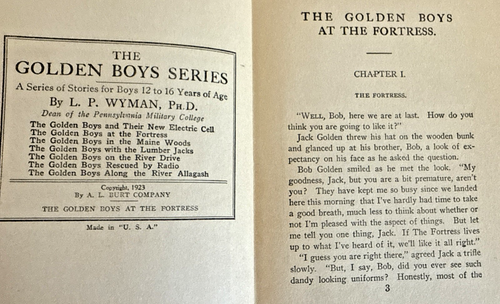 THE
GOLDEN BOYS SERIES
A Series of Stories for Boys 12 to 16 Years of Age
By L. P. WYMAN, PH.D.
Dean of the Pennsylvania Military College
The Golden Boys and Their New Electric Cell
The Golden Boys at the Fortress
The Golden Boys in the Maine Woods
The Golden Boys with the Lumber Jacks
The Golden Boys on the River Drive
The Golden Boys Rescued by Radio
The Golden Boys Along the River Allagash
Copyright, 1923
By A. L. BURT COMPANY
THE GOLDEN BOYS AT THE FORTRESS
Made in "U. S. A."
THE GOLDEN BOYS
AT THE FORTRESS.
CHAPTER I.
THE FORTRESS.
"WELL, Bob, here we are at last. How do you
think you are going to like it?"
Jack Golden threw his hat on the wooden bunk
and glanced up at his brother, Bob, a look of ex-
pectancy on his face as he asked the question.
Bob Golden smiled as he met the look. "My
goodness, Jack, but you are a bit premature, aren't
you? They have kept me so busy since we landed
here this morning that I've hardly had time to take
a good breath, much less to think about whether or
not I'm pleased with the aspect of things. But let
me tell you one thing, Jack. If The Fortress lives
up to what I've heard of it, we'll like it all right."
"I guess you are right there," agreed Jack a trifle
slowly. "But, I say, Bob, did you ever see such
dandy looking uniforms? Honestly, most of the
3